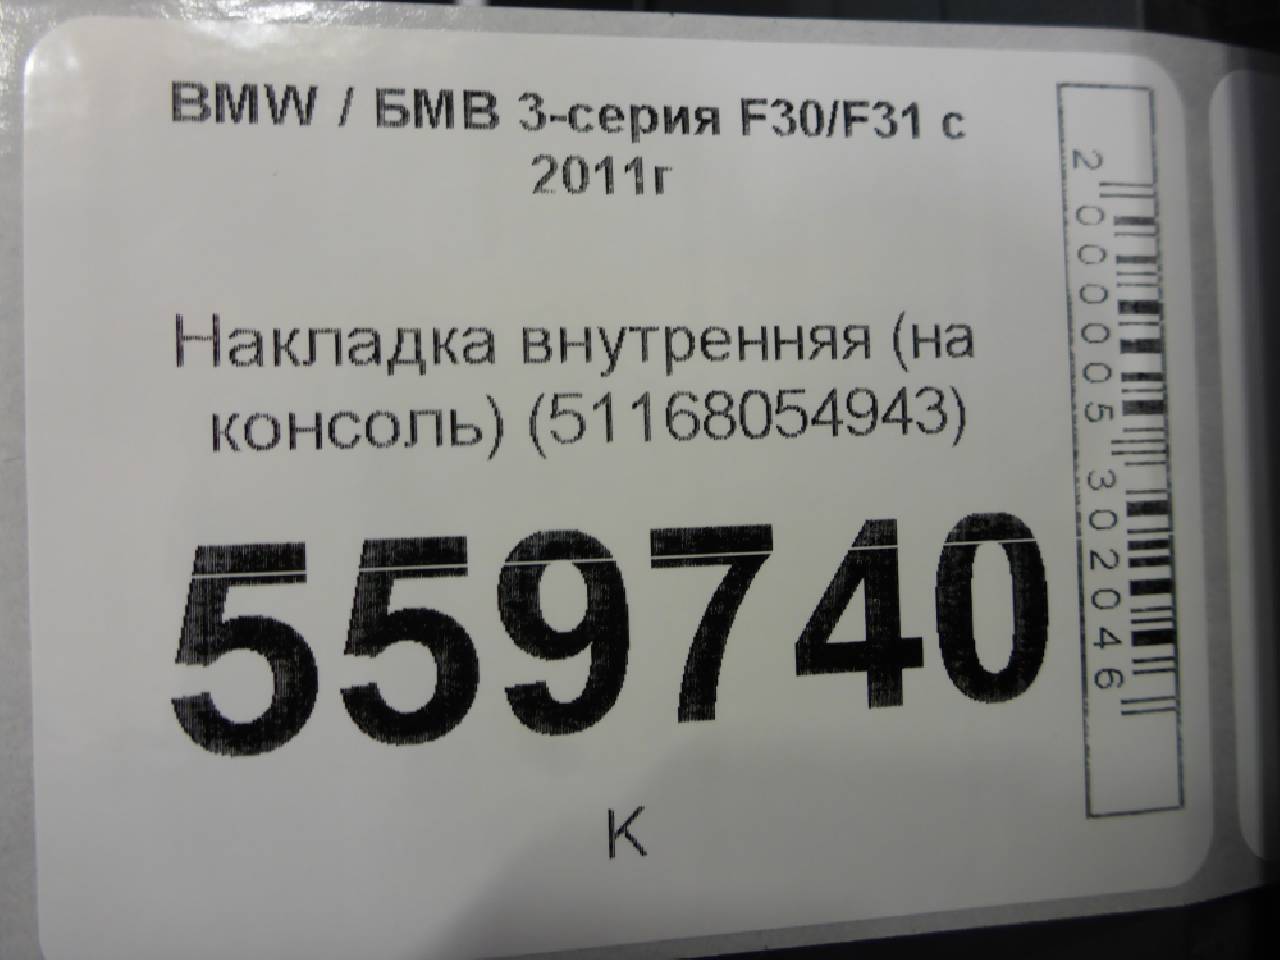 BMW / БМВ 3-серия F30/F31 с
2011г
Накладка внутренняя (на
консоль) (51168054943)
559740
К
2000005302046